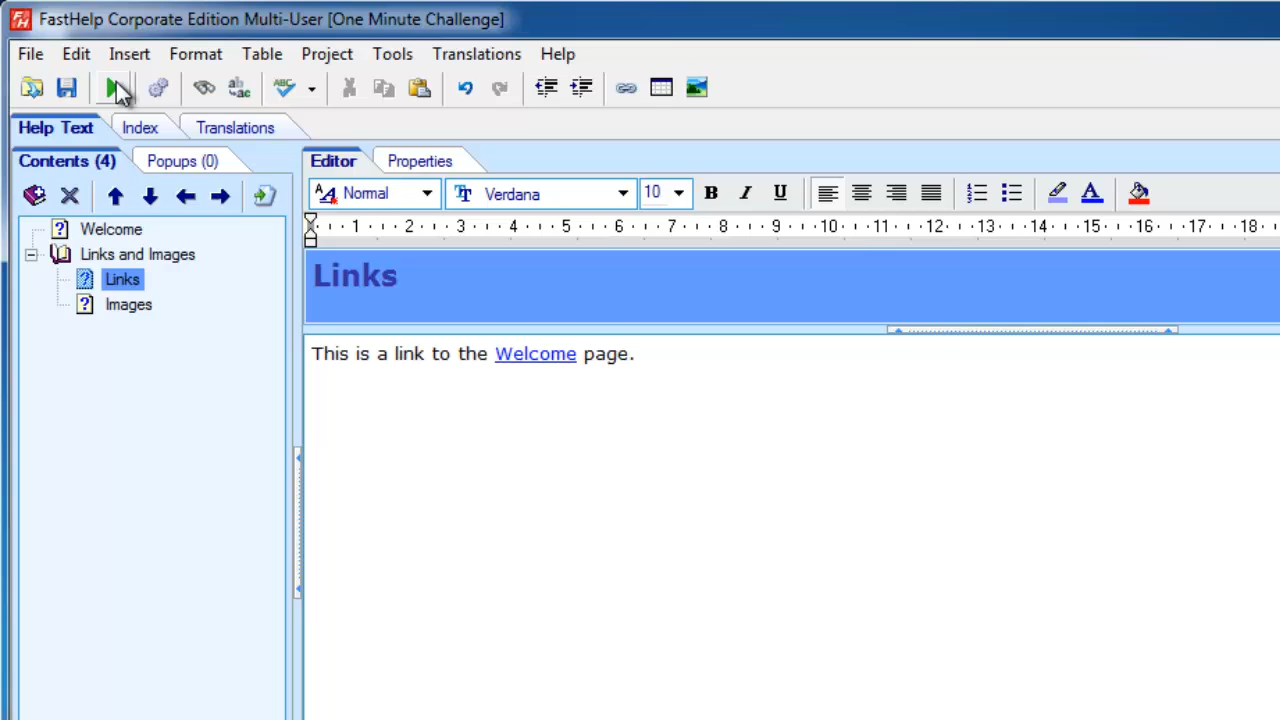 FastHelp Corporate Edition Multi-User [One Minute Challenge]
File Edit Insert Format Table Project Tools Translations Help
Help Text Index Translations
Contents (4) Popups (0) Editor Properties
Normal Verdana 10 B I U
1 2 3 4 5 6 7 8 9 10 11 12 13 14 15 16 17 18
Welcome
Links and Images
Links
Images
Links
This is a link to the Welcome page.